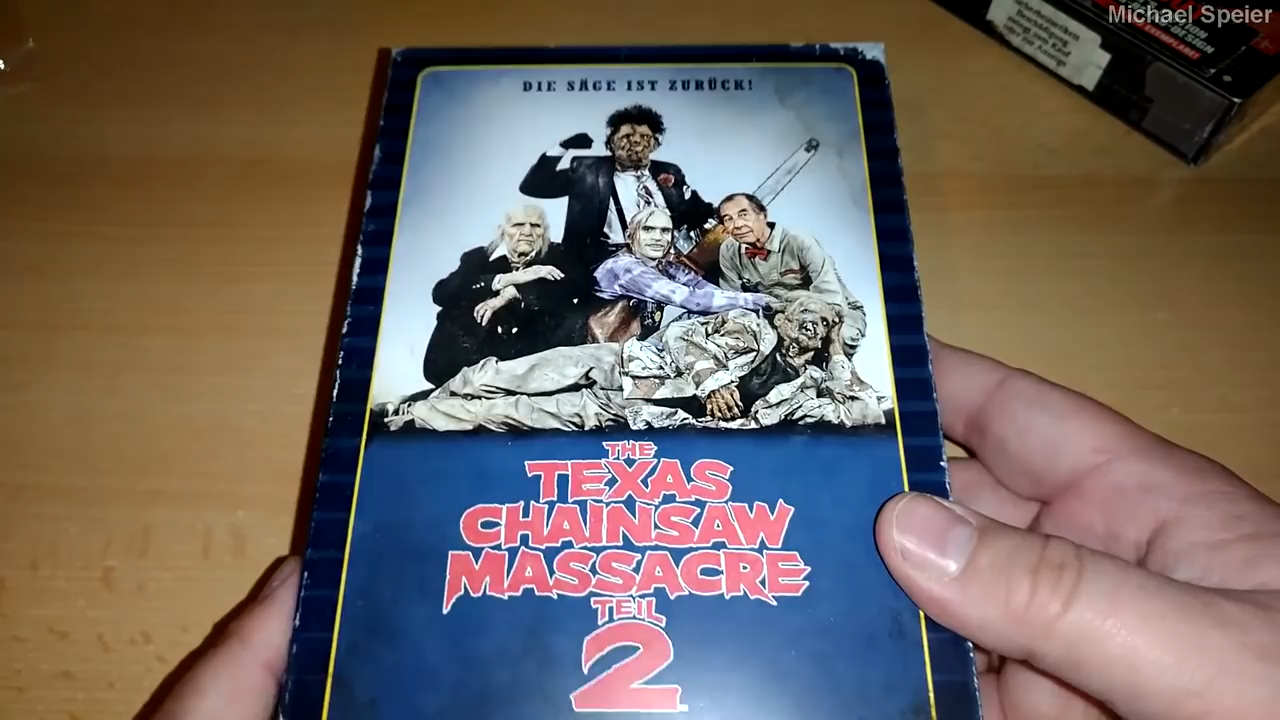 Michael Speier
DIE SÄGE IST ZURÜCK!
THE
TEXAS
CHAINSAW
MASSACRE
TEIL
2